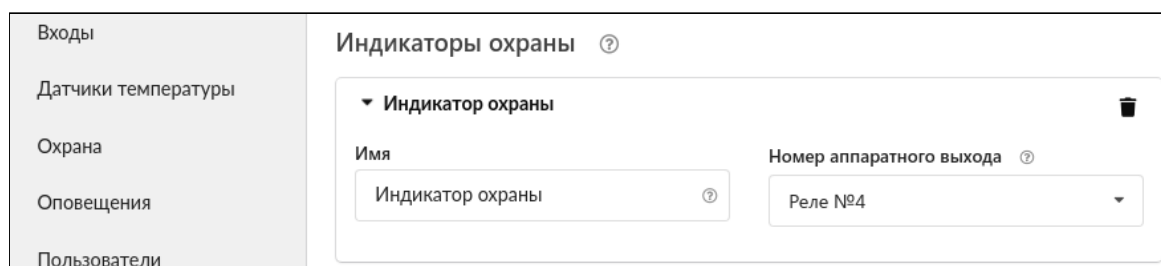 Входы
Датчики температуры
Охрана
Оповещения
Пользователи
Индикаторы охраны ?
Индикатор охраны
Имя
Индикатор охраны ?
Номер аппаратного выхода ?
Реле №4